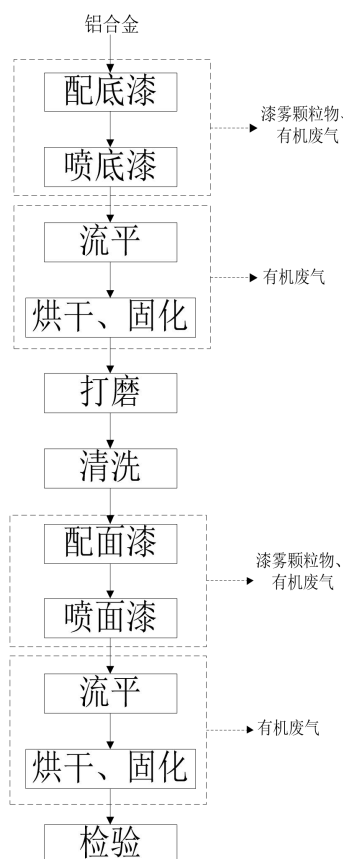 铝合金
配底漆
漆雾颗粒物、
有机废气
喷底漆
流平
有机废气
烘干、固化
打磨
清洗
配面漆
漆雾颗粒物、
有机废气
喷面漆
流平
有机废气
烘干、固化
检验